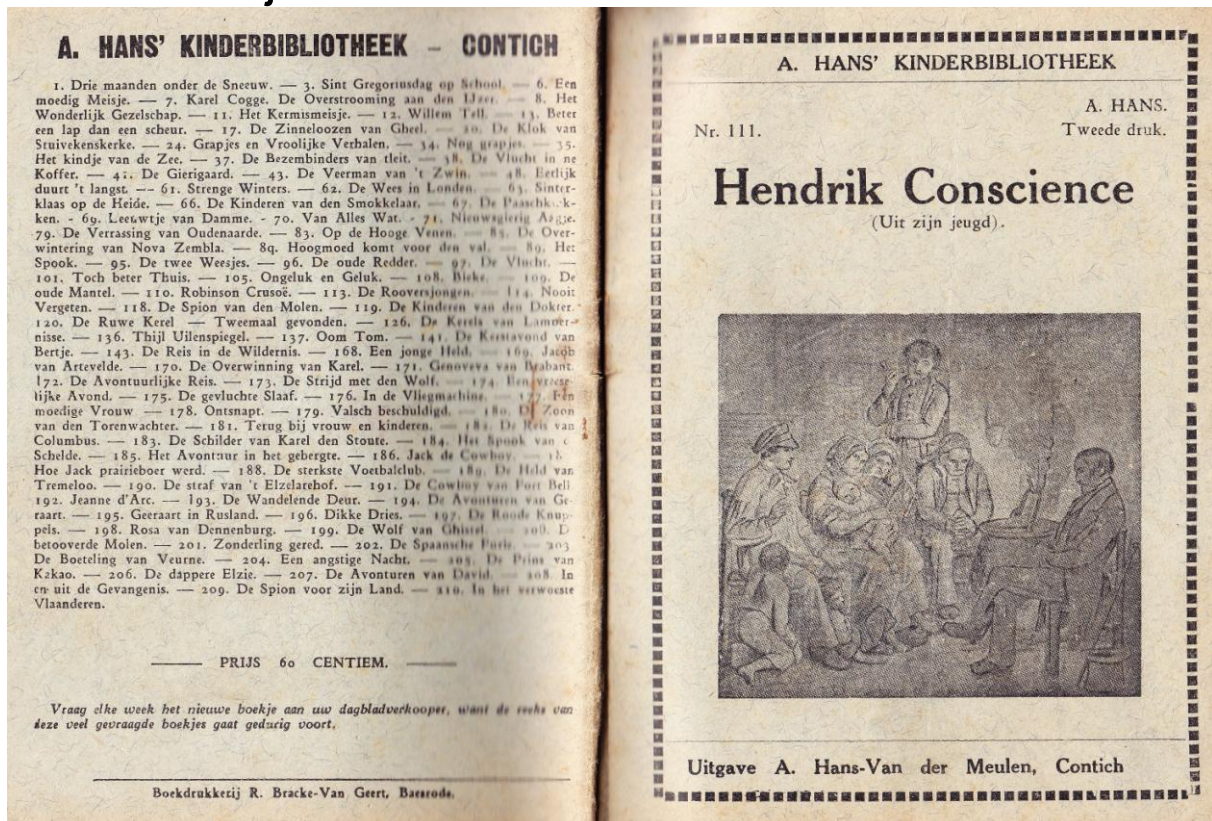 A. HANS' KINDERBIBLIOTHEEK – CONTICH
1. Drie maanden onder de Sneeuw. — 3. Sint Gregoriusdag op School. — 6. Een
moedig Meisje. — 7. Karel Cogge. De Overstrooming aan den IJzer. — 8. Het
Wonderlijk Gezelschap. — 11. Het Kermismeisje. — 12. Willem Tell. — 13. Beter
een lap dan een scheur. — 17. De Zinneloozen van Gheel. — 20. De Klok van
Stuivekenskerke. — 24. Grapjes en Vroolijke Verhalen. — 34. Nog grapjes. — 35.
Het kindje van de Zee. — 37. De Bezembinders van tleit. — 38. De Vlucht in ne
Koffer. — 41. De Gierigaard. — 43. De Veerman van 't Zwin. — 48. Eerlijk
duurt 't langst. -- 61. Strenge Winters. — 62. De Wees in Londen. — 63. Sinter-
klaas op de Heide. — 66. De Kinderen van den Smokkelaar. — 67. De
ken. - 69. Leeuwtje van Damme. - 70. Van Alles Wat. - 71. Nieuwsgierig Aagje.
79. De Verrassing van Oudenaarde. — 83. Op de Hooge Venen. — 85. De Over-
wintering van Nova Zembla. — 8q. Hoogmoed komt voor den val. — 89. Het
Spook. — 95. De twee Weesjes. — 96. De oude Redder. — 97. De Vlucht. —
101. Toch beter Thuis. — 105. Ongeluk en Geluk. — 108. Bieke. — 109. De
oude Mantel. — 110. Robinson Crusoë. — 113. De Rooversjongen. — 114. Nooit
Vergeten. — 118. De Spion van den Molen. — 119. De Kinderen van den Dokter.
120. De Ruwe Kerel — Tweemaal gevonden. — 126. De Kerels van Lamper-
nisse. — 136. Thijl Uilenspiegel. — 137. Oom Tom. — 141. De Kerstavond van
Bertje. — 143. De Reis in de Wildernis. — 168. Een jonge Held. — 169. Jacob
van Artevelde. — 170. De Overwinning van Karel. — 171. Genoveva van Brabant.
172. De Avontuurlijke Reis. — 173. De Strijd met den Wolf. — 174. Een vreese-
lijke Avond. — 175. De gevluchte Slaaf. — 176. In de Vliegmachine. — 177. Een
moedige Vrouw — 178. Ontsnapt. — 179. Valsch beschuldigd. — 180. De Zoon
van den Torenwachter. — 181. Terug bij vrouw en kinderen. — 182. De Reis van
Columbus. — 183. De Schilder van Karel den Stoute. — 184. Het Spook van
Schelde. — 185. Het Avontuur in het gebergte. — 186. Jack de Cowboy. —
Hoe Jack prairieboer werd. — 188. De sterkste Voetbalclub. — 189. De Held van
Tremeloo. — 190. De straf van 't Elzelarehof. — 191. De Cowboy van Fort Bell.
192. Jeanne d'Arc. — 193. De Wandelende Deur. — 194. De Avonturen van Ge-
raart. — 195. Geeraart in Rusland. — 196. Dikke Dries. — 197. De Roode Knup-
pels. — 198. Rosa van Dennenburg. — 199. De Wolf van Ghistel. — 200. D
betooverde Molen. — 201. Zonderling gered. — 202. De Spaansche Furie. — 203
De Boeteling van Veurne. — 204. Een angstige Nacht. — 205. De Prins van
Kakao. — 206. De dappere Elzie. — 207. De Avonturen van David. — 208. In
en uit de Gevangenis. — 209. De Spion voor zijn Land. — 210. In het verwoeste
Vlaanderen.
PRIJS 60 CENTIEM.
Vraag elke week het nieuwe boekje aan uw dagbladverkooper, want de reeks van
deze veel gevraagde boekjes gaat gedurig voort.
Boekdrukkerij R. Bracke-Van Geert, Baesrode.
A. HANS' KINDERBIBLIOTHEEK
A. HANS.
Nr. 111. Tweede druk.
Hendrik Conscience
(Uit zijn jeugd).
Uitgave A. Hans-Van der Meulen, Contich